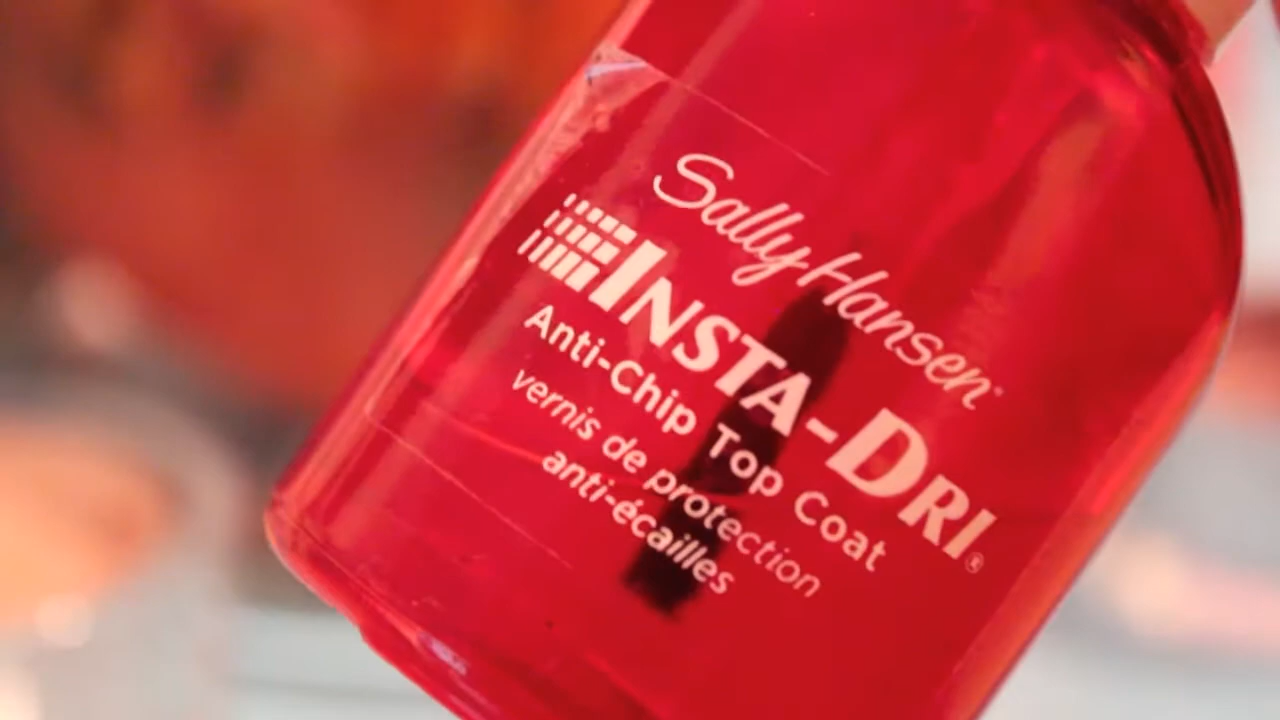 Sally Hansen
INSTA-DRI®
Anti-Chip Top Coat
vernis de protection
anti-écailles